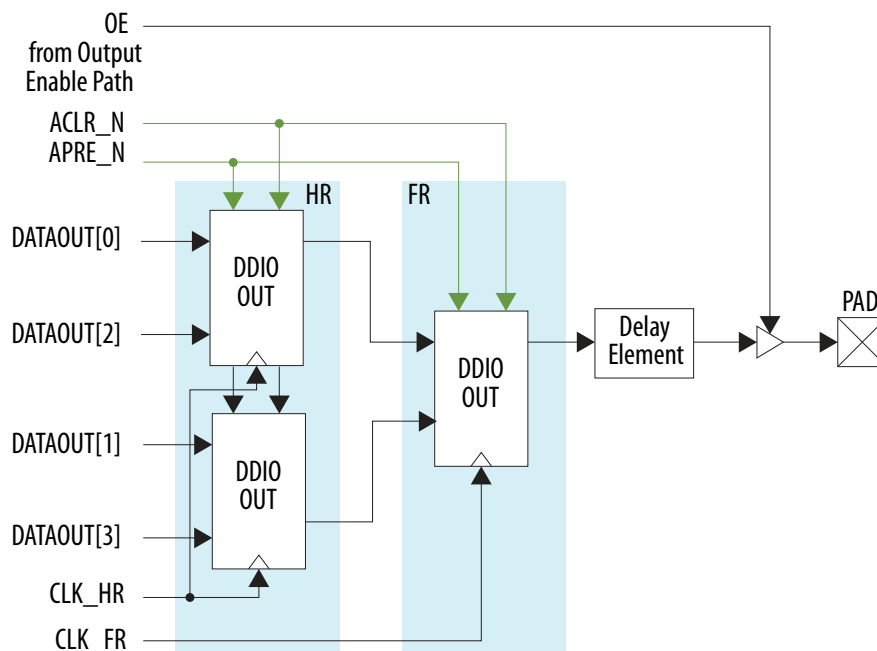 OE
from Output
Enable Path
ACLR_N
APRE_N
HR
FR
DATAOUT[0]
DDIO
OUT
DATAOUT[2]
PAD
Delay
Element
DDIO
OUT
DATAOUT[1]
DDIO
OUT
DATAOUT[3]
CLK_HR
CLK_FR